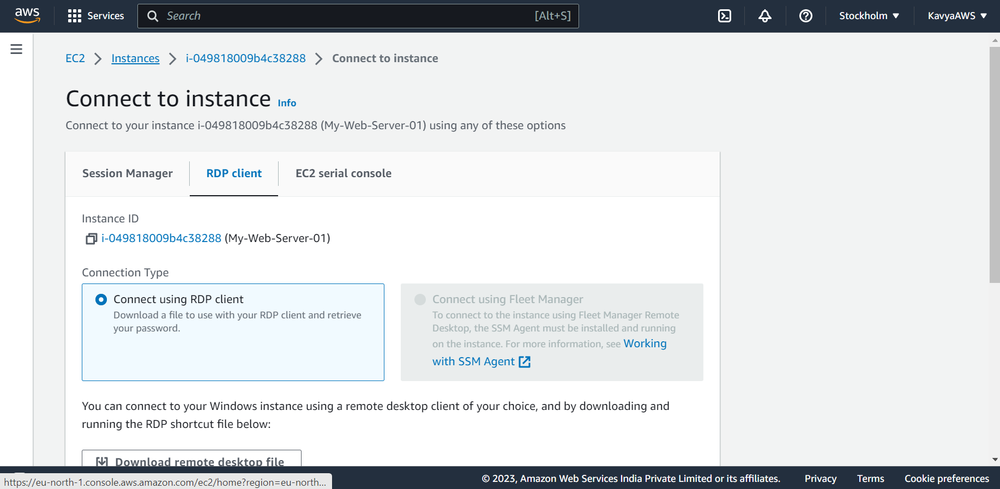 aws
Services
Search
[Alt+S]
Stockholm
KavyaAWS
EC2
Instances
i-049818009b4c38288
Connect to instance
Connect to instance Info
Connect to your instance i-049818009b4c38288 (My-Web-Server-01) using any of these options
Session Manager
RDP client
EC2 serial console
Instance ID
i-049818009b4c38288 (My-Web-Server-01)
Connection Type
Connect using RDP client
Download a file to use with your RDP client and retrieve
your password.
Connect using Fleet Manager
To connect to the instance using Fleet Manager Remote
Desktop, the SSM Agent must be installed and running
on the instance. For more information, see Working
with SSM Agent
You can connect to your Windows instance using a remote desktop client of your choice, and by downloading and
running the RDP shortcut file below:
Download remote desktop file
https://eu-north-1.console.aws.amazon.com/ec2/home?region=eu-north...
© 2023, Amazon Web Services India Private Limited or its affiliates.
Privacy
Terms
Cookie preferences